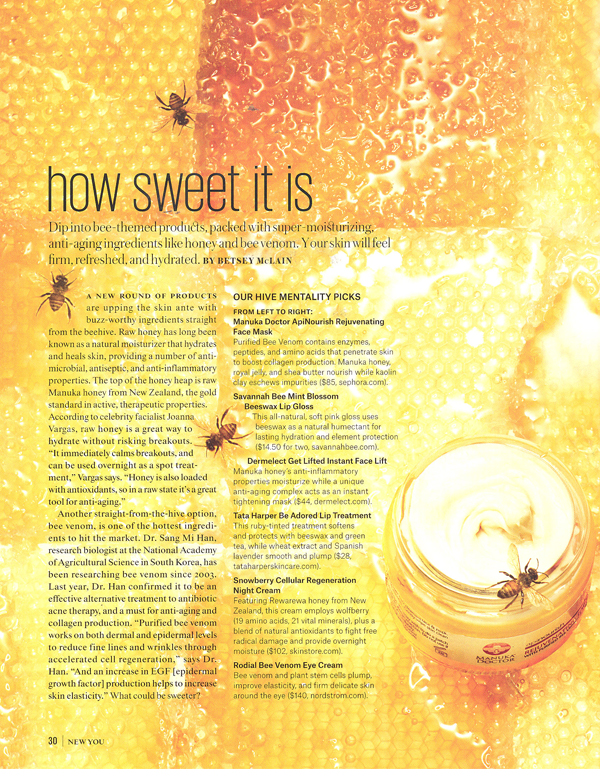 how sweet it is
Dip into bee-themed products, packed with super-moisturizing,
anti-aging ingredients like honey and bee venom. Your skin will feel
firm, refreshed, and hydrated. BY BETSEY McLAIN
A NEW ROUND OF PRODUCTS
are upping the skin ante with
buzz-worthy ingredients straight
from the beehive. Raw honey has long been
known as a natural moisturizer that hydrates
and heals skin, providing a number of anti-
microbial, antiseptic, and anti-inflammatory
properties. The top of the honey heap is raw
Manuka honey from New Zealand, the gold
standard in active, therapeutic properties.
According to celebrity facialist Joanna
Vargas, raw honey is a great way to
hydrate without risking breakouts.
“It immediately calms breakouts, and
can be used overnight as a spot treat-
ment,” Vargas says. “Honey is also loaded
with antioxidants, so in a raw state it's a great
tool for anti-aging.”
Another straight-from-the-hive option,
bee venom, is one of the hottest ingredi-
ents to hit the market. Dr. Sang Mi Han,
research biologist at the National Academy
of Agricultural Science in South Korea, has
been researching bee venom since 2003.
Last year, Dr. Han confirmed it to be an
effective alternative treatment to antibiotic
acne therapy, and a must for anti-aging and
collagen production. “Purified bee venom
works on both dermal and epidermal levels
to reduce fine lines and wrinkles through
accelerated cell regeneration,” says Dr.
Han. “And an increase in EGF [epidermal
growth factor] production helps to increase
skin elasticity.” What could be sweeter?
OUR HIVE MENTALITY PICKS
FROM LEFT TO RIGHT:
Manuka Doctor ApiNourish Rejuvenating
Face Mask
Purified Bee Venom contains enzymes,
peptides, and amino acids that penetrate skin
to boost collagen production. Manuka honey,
royal jelly, and shea butter nourish while kaolin
clay eschews impurities ($85, sephora.com).
Savannah Bee Mint Blossom
Beeswax Lip Gloss
This all-natural, soft pink gloss uses
beeswax as a natural humectant for
lasting hydration and element protection
($14.50 for two, savannahbee.com).
Dermelect Get Lifted Instant Face Lift
Manuka honey's anti-inflammatory
properties moisturize while a unique
anti-aging complex acts as an instant
tightening mask ($44, dermelect.com).
Tata Harper Be Adored Lip Treatment
This ruby-tinted treatment softens
and protects with beeswax and green
tea, while wheat extract and Spanish
lavender smooth and plump ($28,
tataharperskincare.com).
Snowberry Cellular Regeneration
Night Cream
Featuring Rewarewa honey from New
Zealand, this cream employs wolfberry
(19 amino acids, 21 vital minerals), plus a
blend of natural antioxidants to fight free
radical damage and provide overnight
moisture ($102, skinstore.com).
Rodial Bee Venom Eye Cream
Bee venom and plant stem cells plump,
improve elasticity, and firm delicate skin
around the eye ($140, nordstrom.com).
MANUKA
DOCTOR
30 | NEW YOU